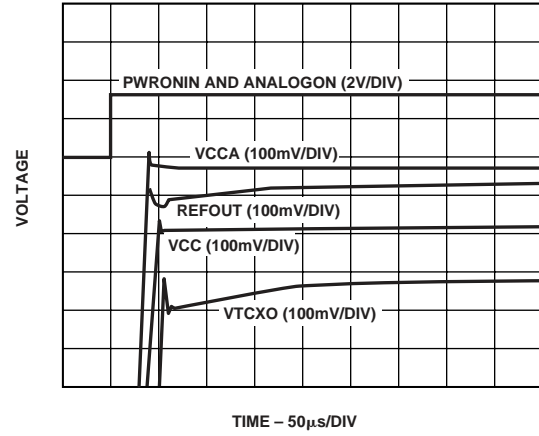 PWRONIN AND ANALOGON (2V/DIV)
VCCA (100mV/DIV)
REFOUT (100mV/DIV)
VCC (100mV/DIV)
VTCXO (100mV/DIV)
VOLTAGE
TIME – 50µs/DIV